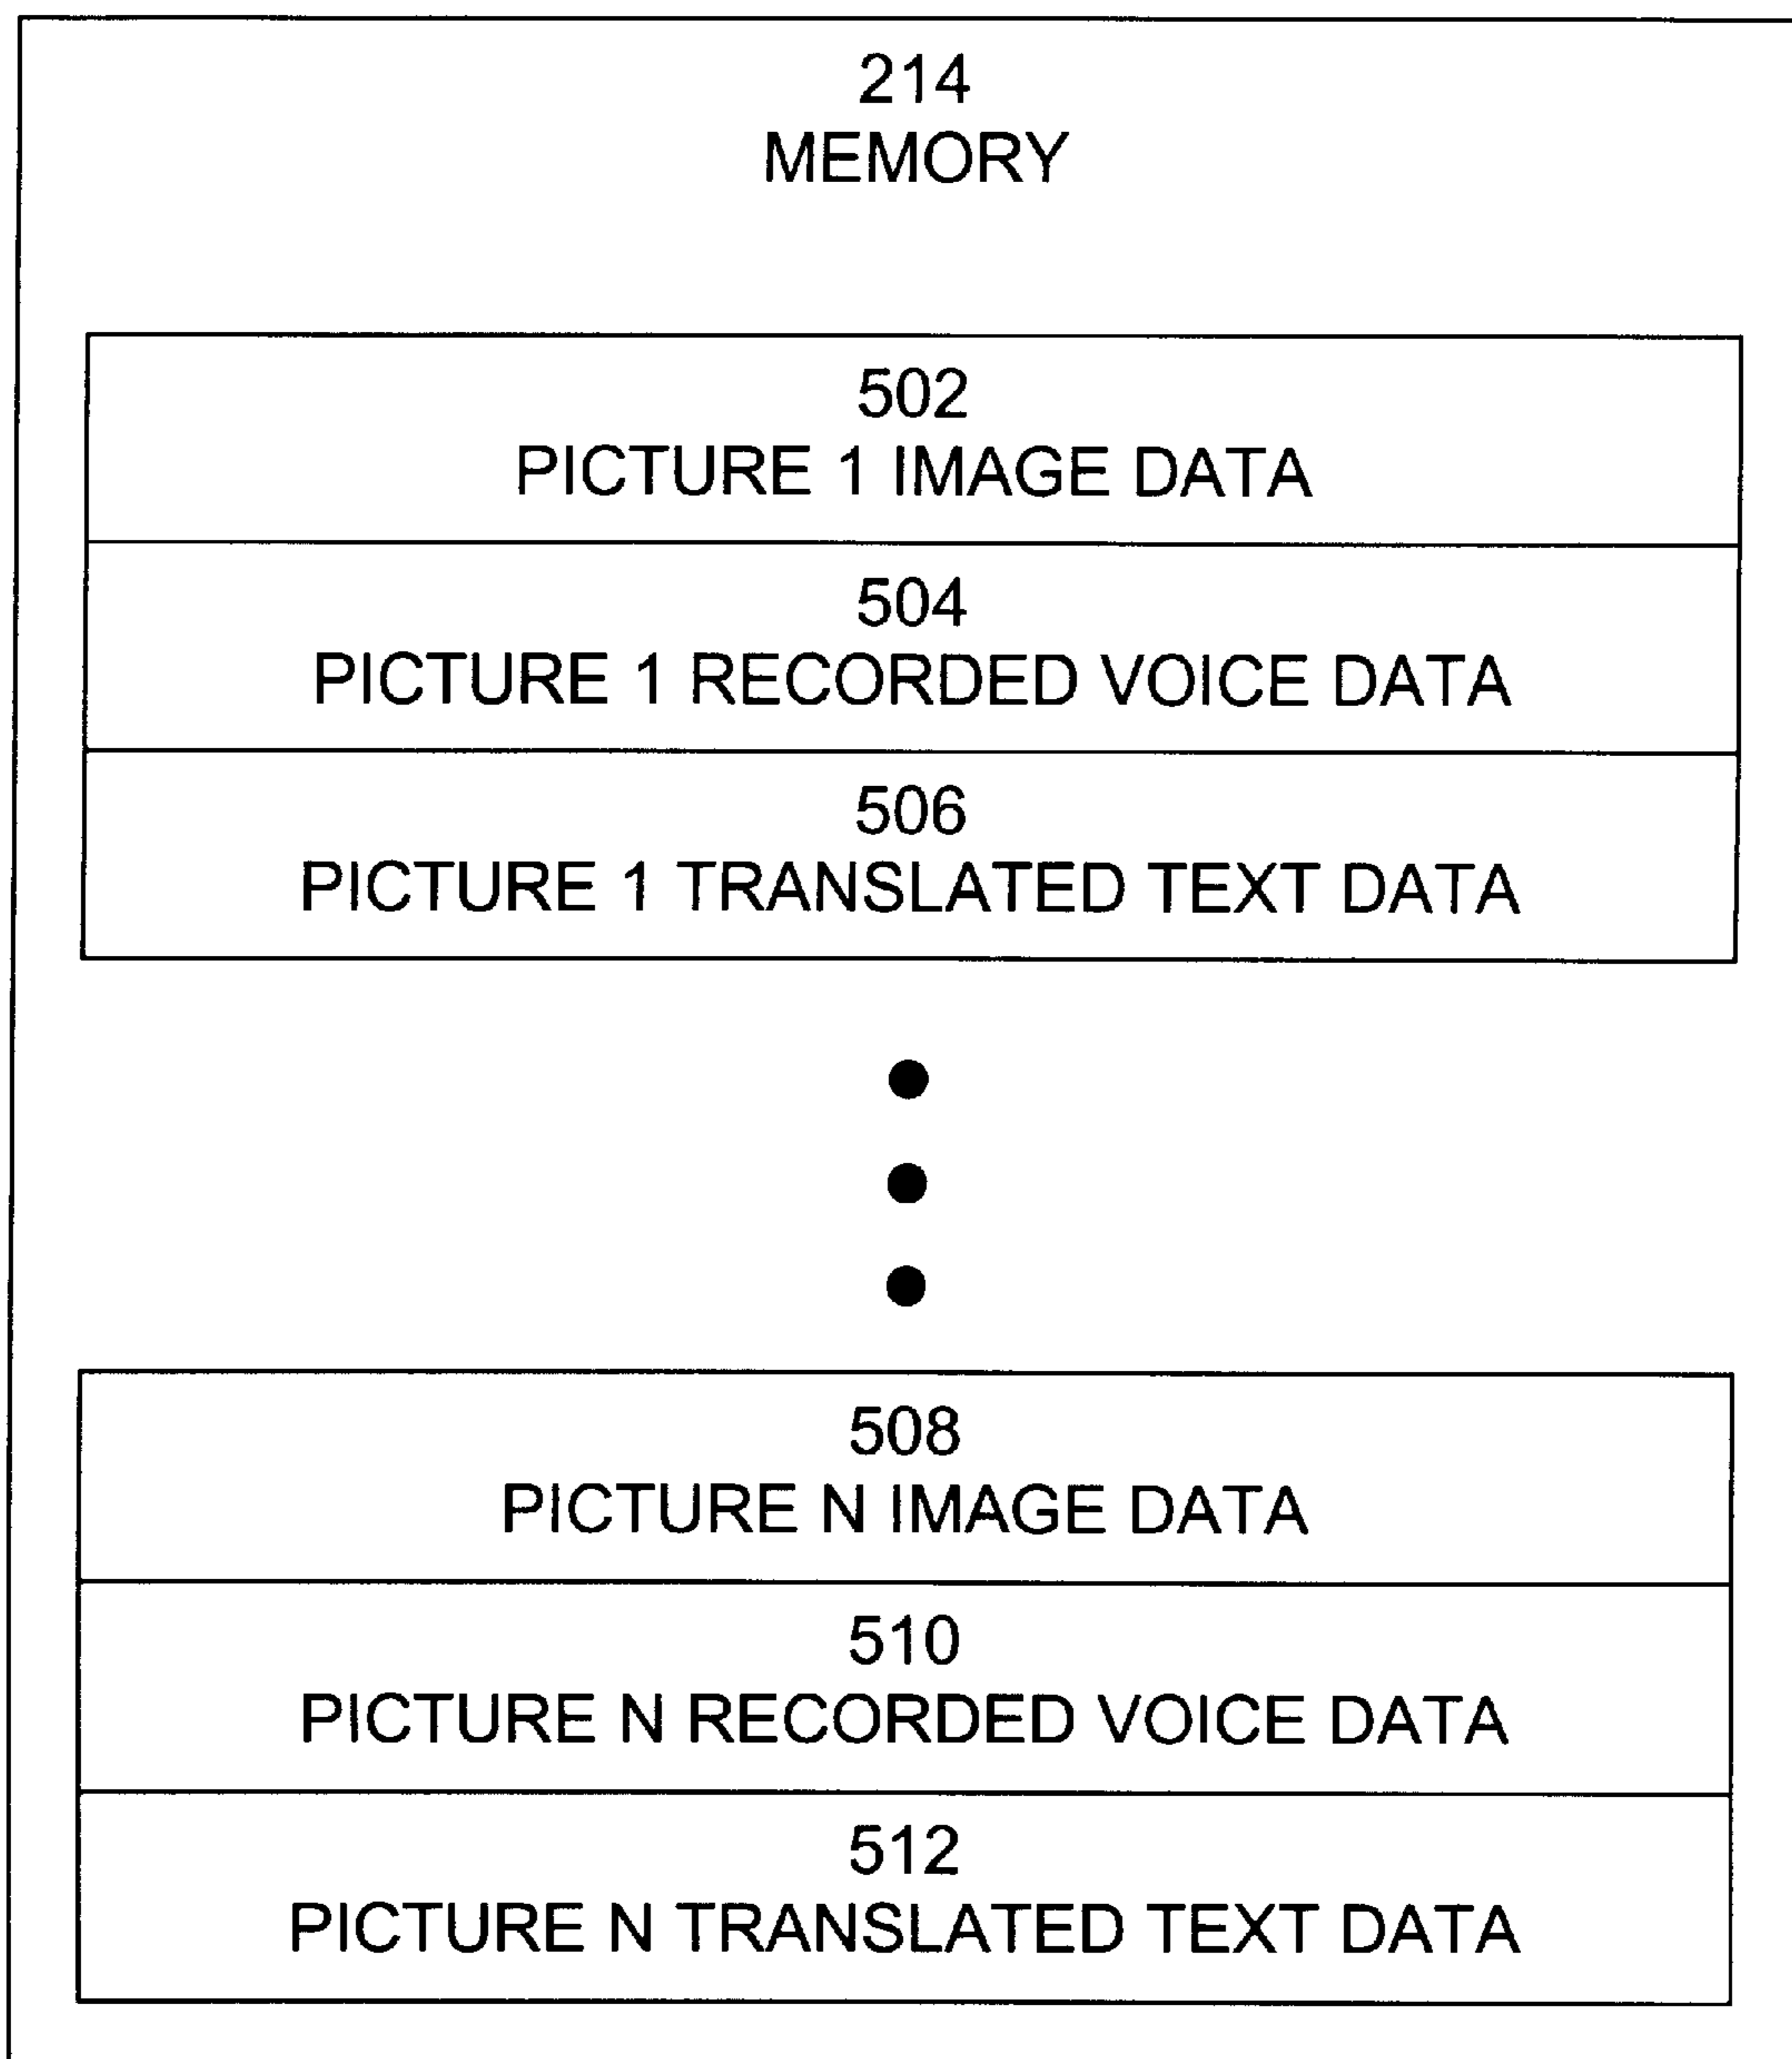 214
MEMORY
502
PICTURE 1 IMAGE DATA
504
PICTURE 1 RECORDED VOICE DATA
506
PICTURE 1 TRANSLATED TEXT DATA
508
PICTURE N IMAGE DATA
510
PICTURE N RECORDED VOICE DATA
512
PICTURE N TRANSLATED TEXT DATA